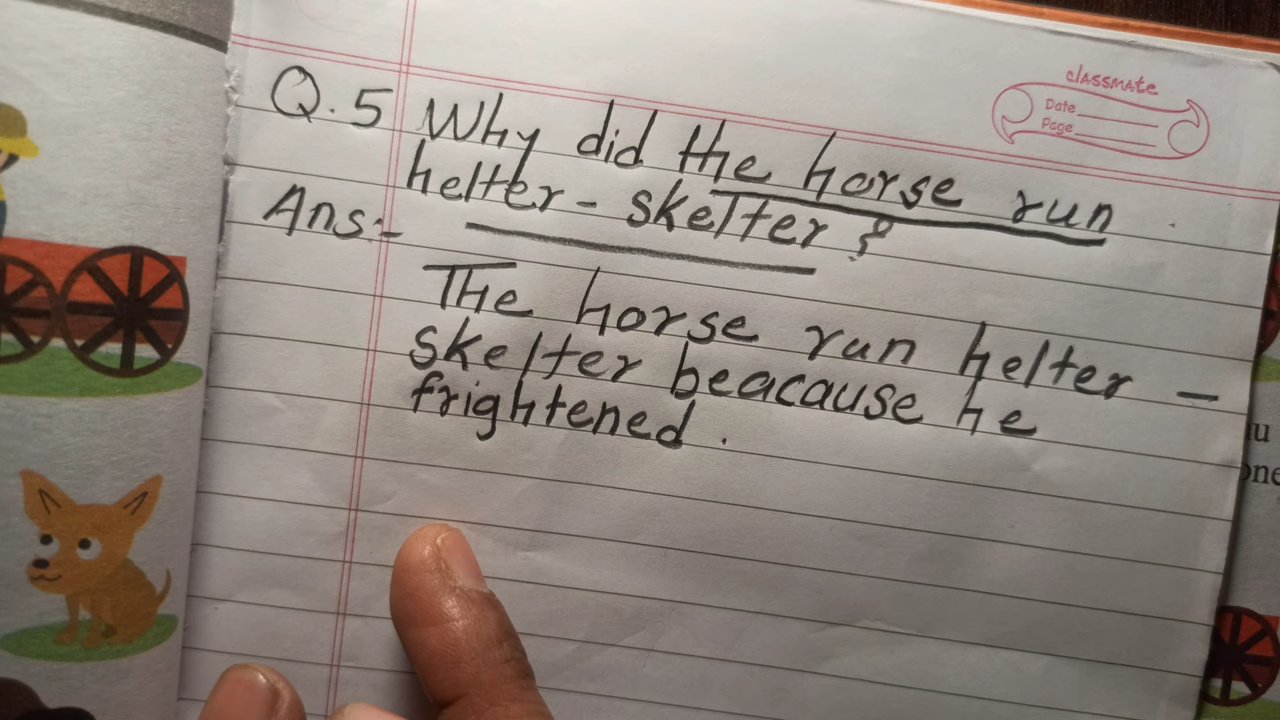 classmate
Date
Page
Q.5 Why did the horse run
helter - skelter ?
Ans:-
The horse run helter -
skelter beacause he
frightened .